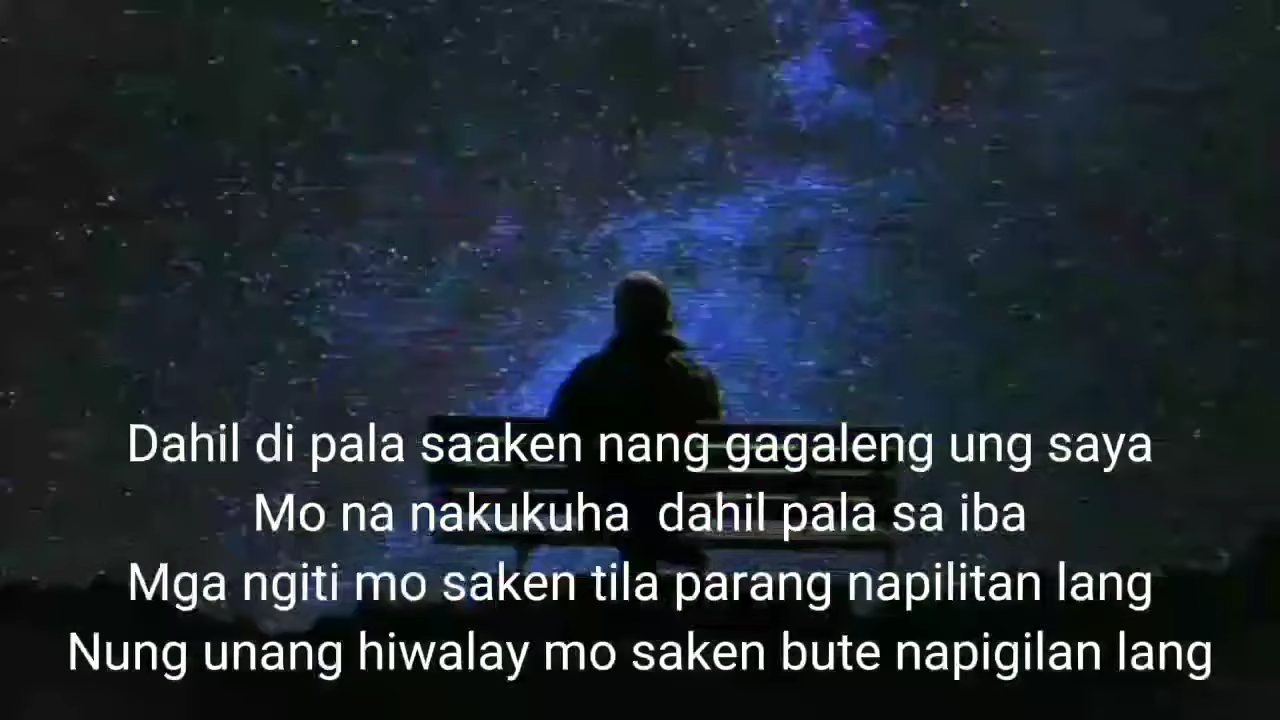 Dahil di pala saaken nang gagaleng ung saya
Mo na nakukuha  dahil pala sa iba
Mga ngiti mo saken tila parang napilitan lang
Nung unang hiwalay mo saken bute napigilan lang